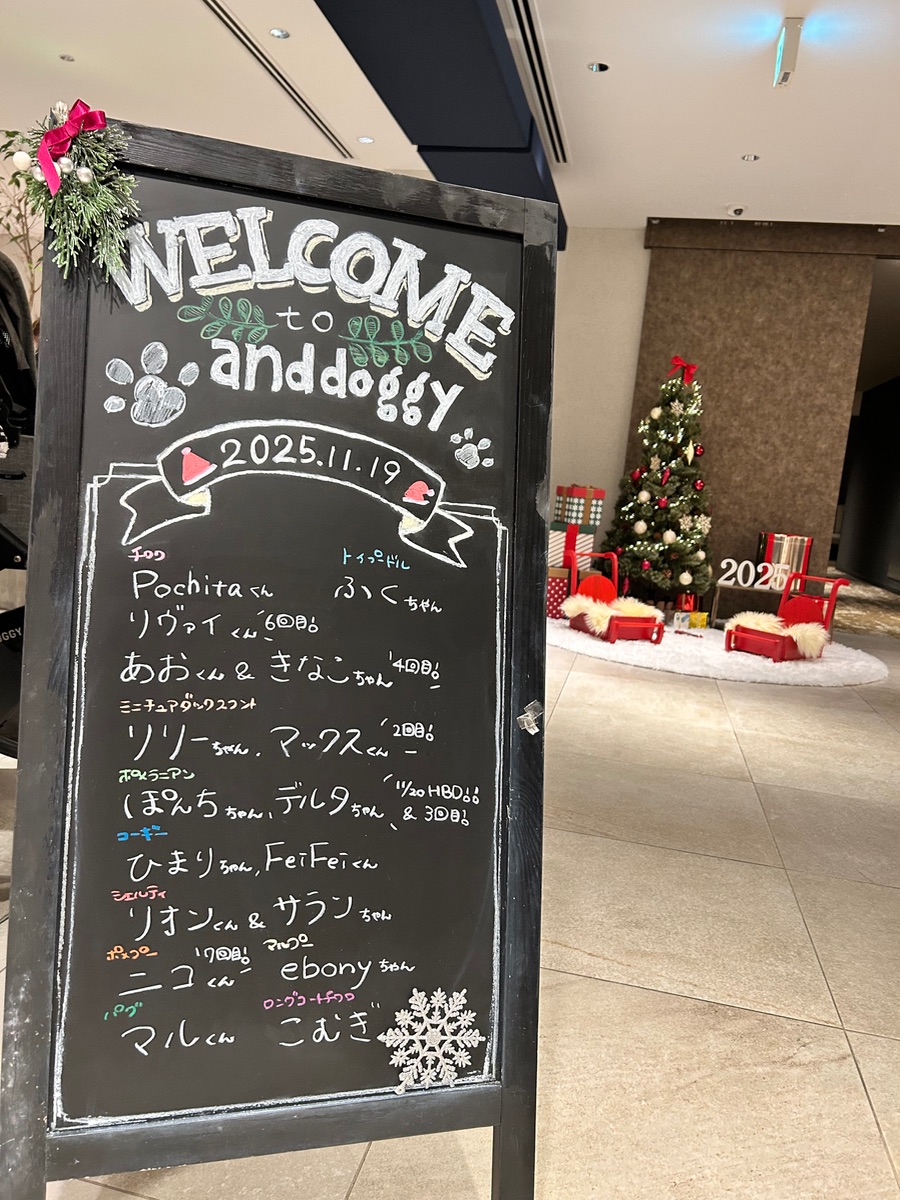 WELCOME
to
anddoggy
2025.11.19
チワワ トイプードル
Pochitaくん ふくちゃん
リヴァイくん 6回目!
あおくん & きなこちゃん 4回目!
ミニチュアダックスフント
リリーちゃん、マックスくん 2回目!
ポメラニアン
ぽんちちゃん、デルタちゃん 11/20 HBD!! & 3回目!
コーギー
ひまりちゃん、FeiFeiくん
シェルティ
リオンくん & サランちゃん
ポメプー 17回目! マルプー
ニコくん ebonyちゃん
パグ ロングコートチワワ
マルくん こむぎ
2025